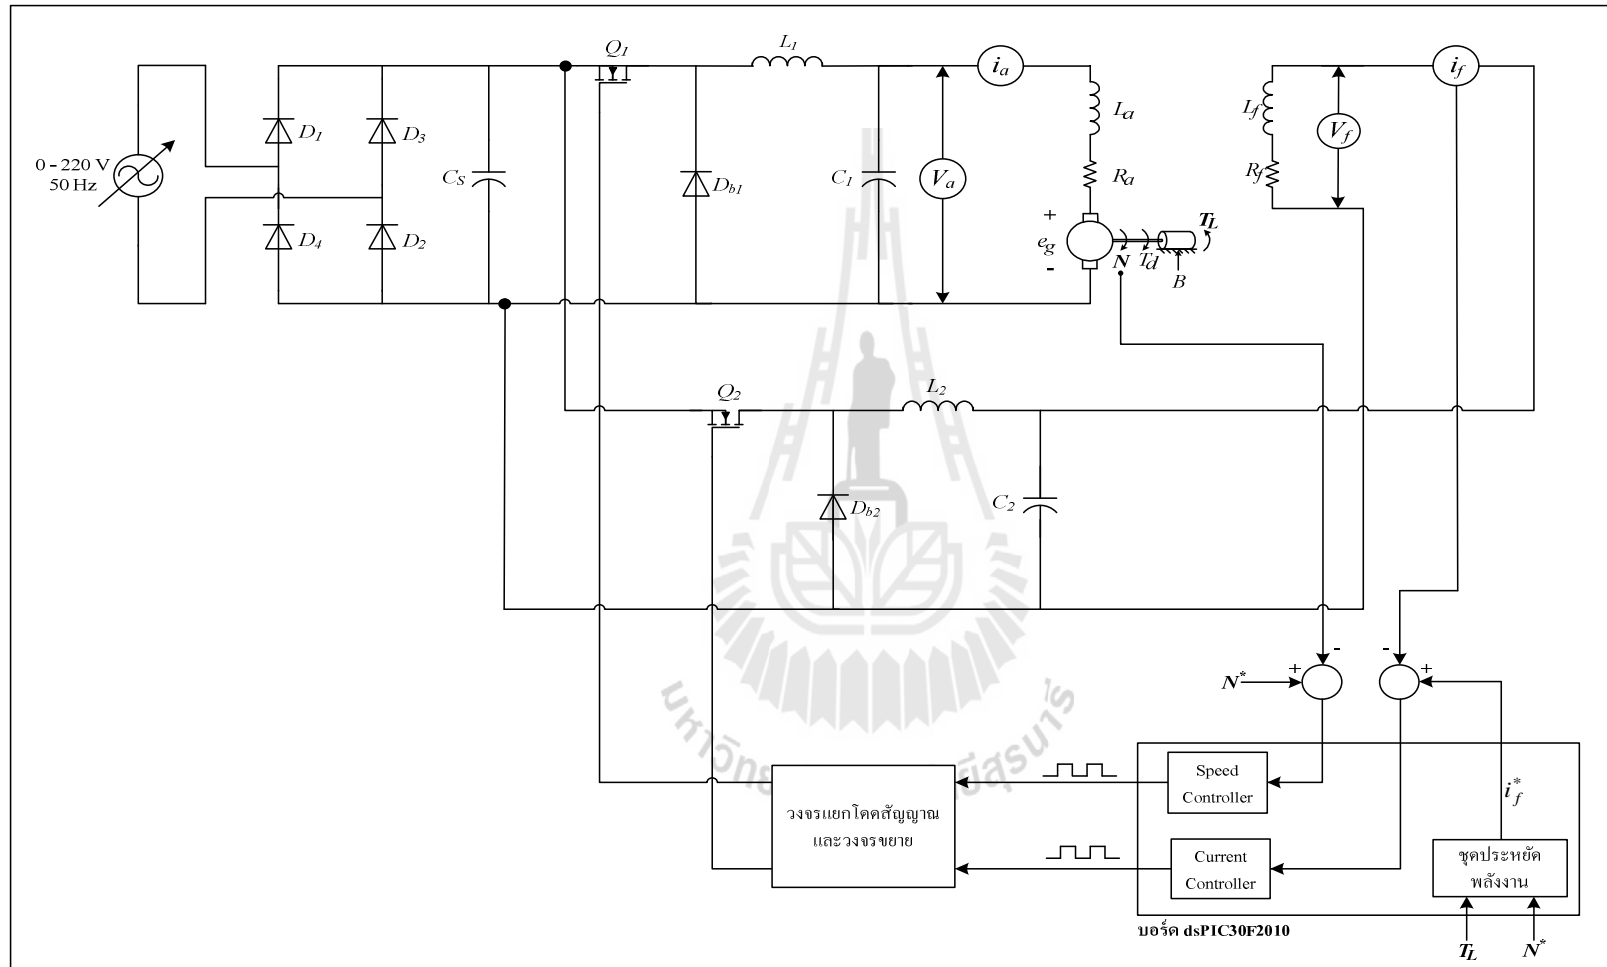 Q1
L1
ia
if
La
Lf
Vf
0 - 220 V
50 Hz
D1
D3
CS
Db1
C1
Va
Ra
Rf
D4
D2
+
eg
-
N
Td
TL
B
Q2
L2
Db2
C2
-
-
+
+
N*
Speed
Controller
i*f
วงจรแยกโดดสัญญาณ
และวงจรขยาย
Current
Controller
ชุดประหยัด
พลังงาน
บอร์ด dsPIC30F2010
TL
N*